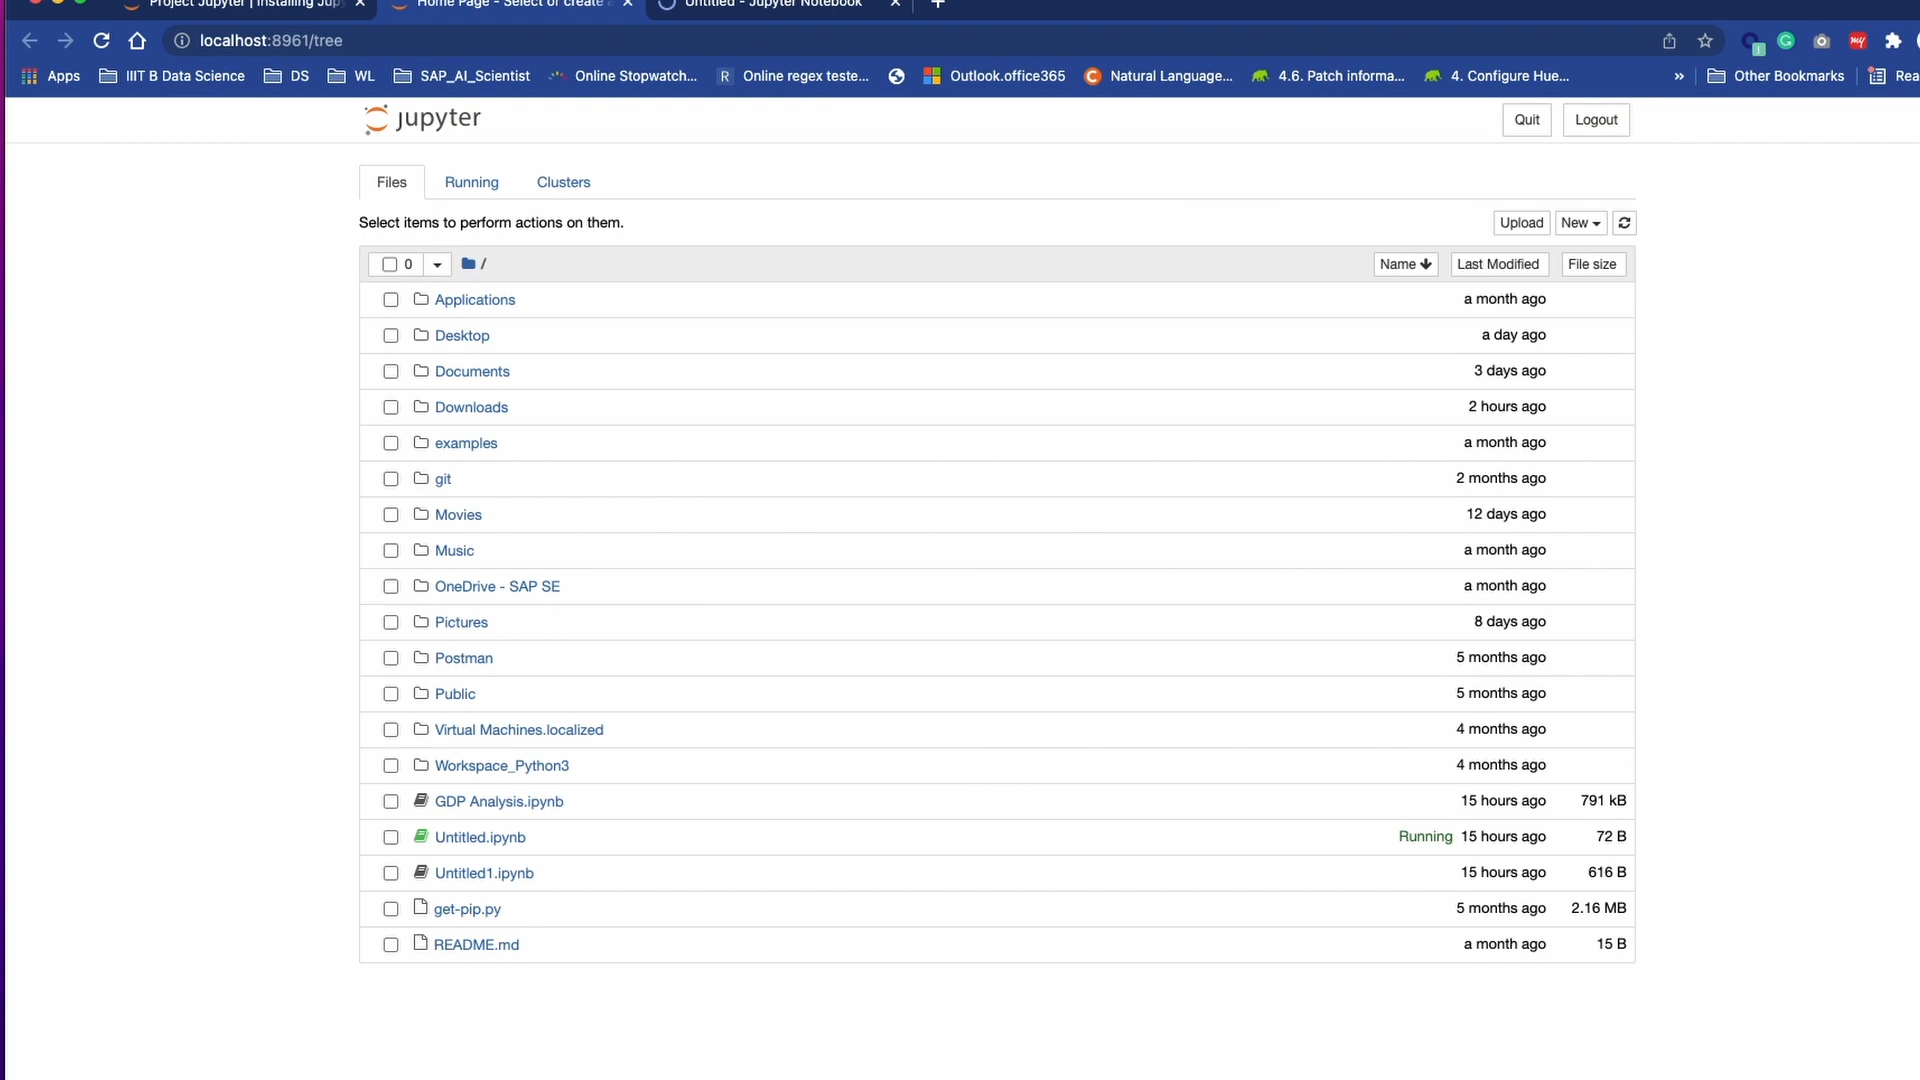 Project Jupyter | Installing Jup
Home Page - Select or create a
Untitled - Jupyter Notebook
localhost:8961/tree
Apps
IIIT B Data Science
DS
WL
SAP_AI_Scientist
Online Stopwatch...
R
Online regex teste...
Outlook.office365
C
Natural Language...
4.6. Patch informa...
4. Configure Hue...
»
Other Bookmarks
Rea
jupyter
Quit
Logout
Files
Running
Clusters
Select items to perform actions on them.
Upload
New
0
/
Name
Last Modified
File size
Applications a month ago
Desktop a day ago
Documents 3 days ago
Downloads 2 hours ago
examples a month ago
git 2 months ago
Movies 12 days ago
Music a month ago
OneDrive - SAP SE a month ago
Pictures 8 days ago
Postman 5 months ago
Public 5 months ago
Virtual Machines.localized 4 months ago
Workspace_Python3 4 months ago
GDP Analysis.ipynb 15 hours ago 791 kB
Untitled.ipynb Running 15 hours ago 72 B
Untitled1.ipynb 15 hours ago 616 B
get-pip.py 5 months ago 2.16 MB
README.md a month ago 15 B